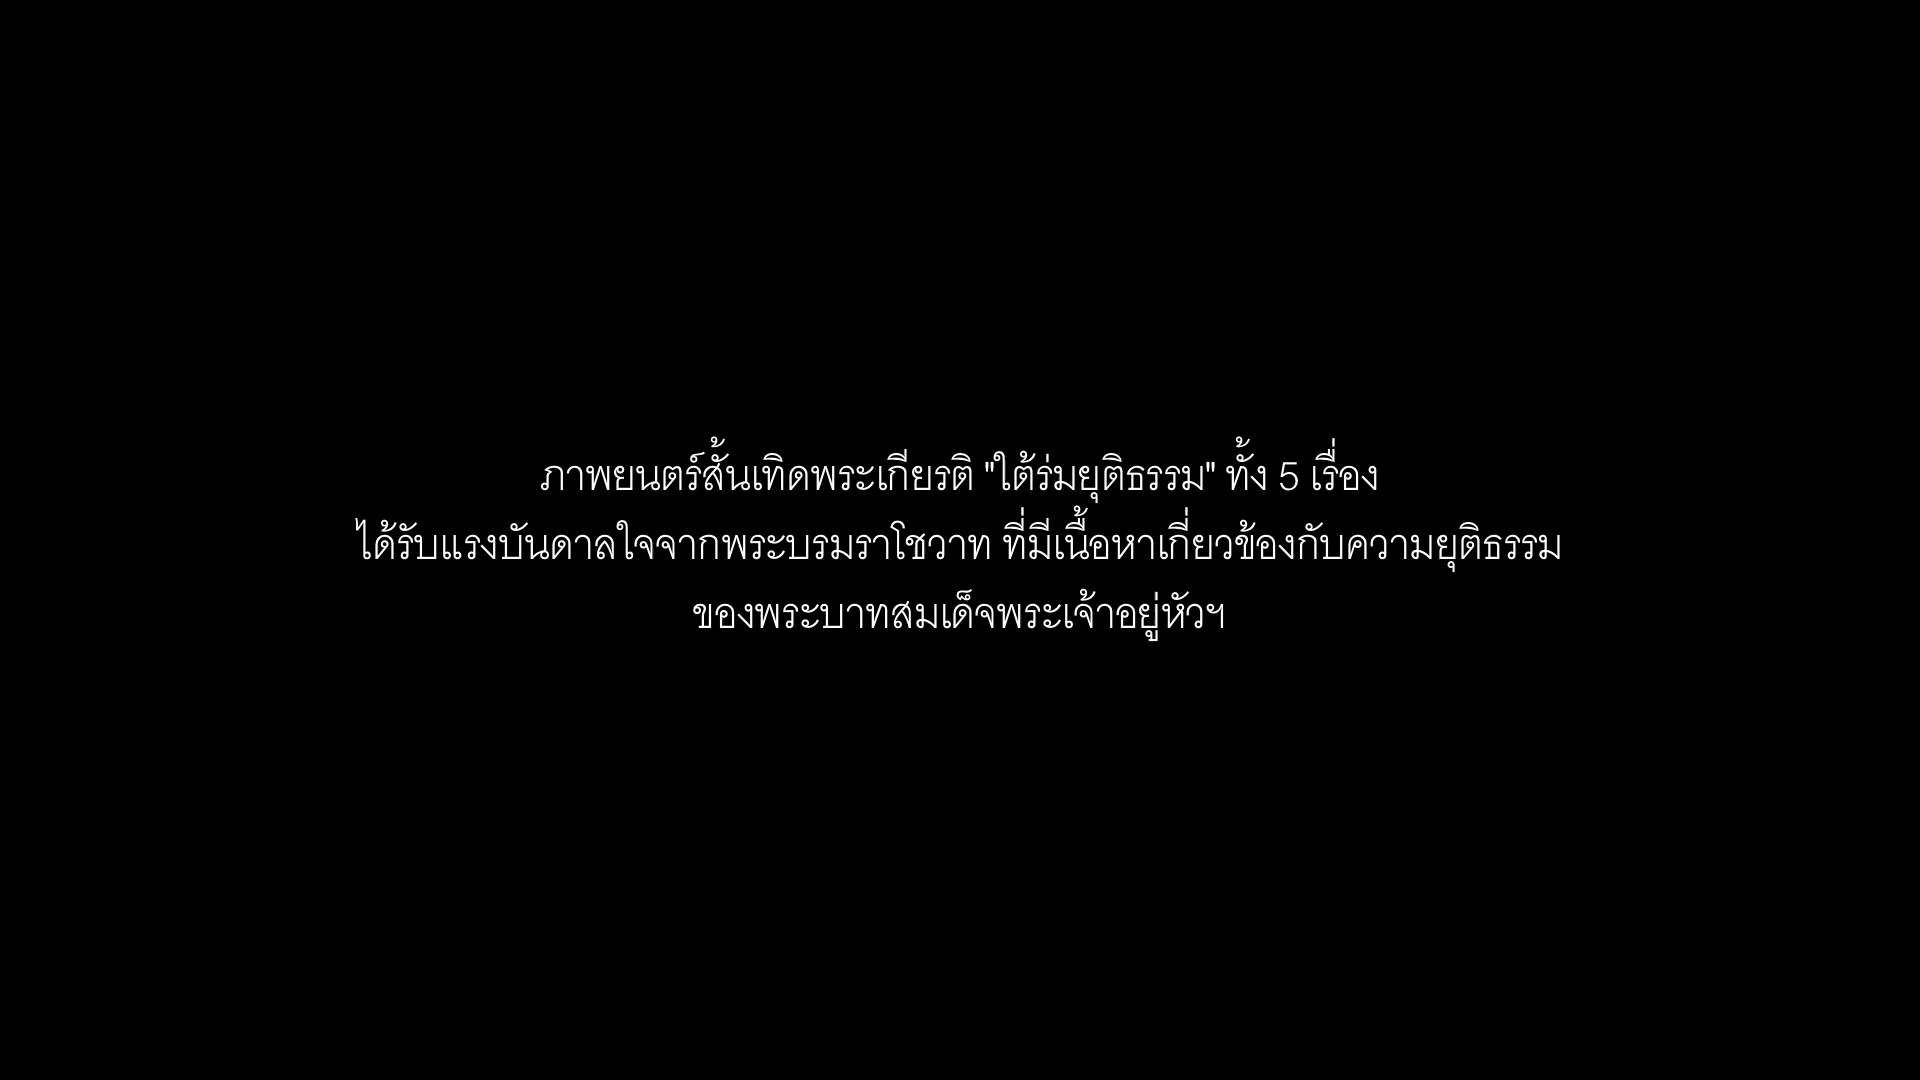 ภาพยนตร์สั้นเทิดพระเกียรติ "ใต้ร่มยุติธรรม" ทั้ง 5 เรื่อง
ได้รับแรงบันดาลใจจากพระบรมราโชวาท ที่มีเนื้อหาเกี่ยวข้องกับความยุติธรรม
ของพระบาทสมเด็จพระเจ้าอยู่หัวฯ